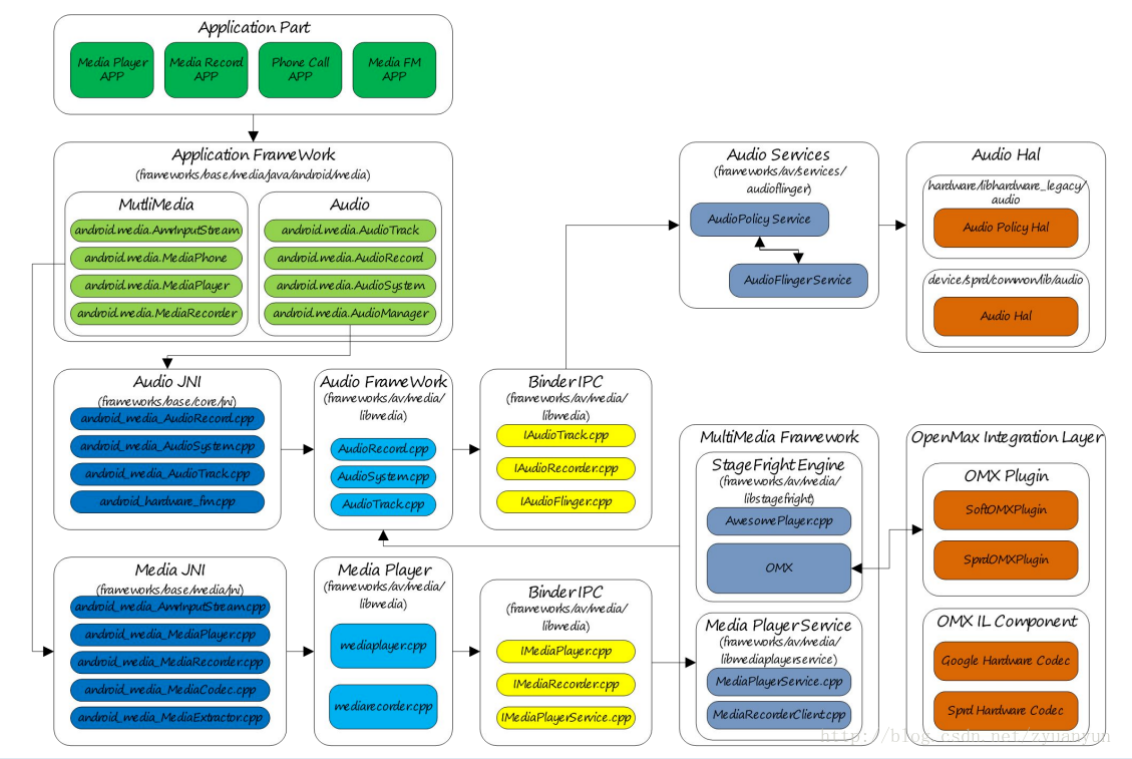 Application Part
Media Player
APP
Media Record
APP
Phone Call
APP
Media FM
APP
Application FrameWork
(frameworks/base/media/java/android/media)
MutliMedia
android.media.AmrInputStream
android.media.MediaPhone
android.media.MediaPlayer
android.media.MediaRecorder
Audio
android.media.AudioTrack
android.media.AudioRecord
android.media.AudioSystem
android.media.AudioManager
Audio Services
(frameworks/av/services/
audioflinger)
AudioPolicy Service
AudioFlinger Service
Audio Hal
hardware/libhardware_legacy/
audio
Audio Policy Hal
device/sprd/common/lib/audio
Audio Hal
Audio JNI
(frameworks/base/core/jni)
android_media_AudioRecord.cpp
android_media_AudioSystem.cpp
android_media_AudioTrack.cpp
android_hardware_fm.cpp
Audio FrameWork
(frameworks/av/media/
libmedia)
AudioRecord.cpp
AudioSystem.cpp
AudioTrack.cpp
Binder IPC
(frameworks/av/media/
libmedia)
IAudioTrack.cpp
IAudioRecorder.cpp
IAudioFlinger.cpp
MultiMedia Framework
StageFright Engine
(frameworks/av/media/
libstagefright)
AwesomePlayer.cpp
OMX
Media Player Service
(frameworks/av/media/
libmediaplayerservice)
MediaPlayerService.cpp
MediaRecorderClient.cpp
OpenMax Integration Layer
OMX Plugin
SoftOMXPlugin
SprdOMXPlugin
OMX IL Component
Google Hardware Codec
Sprd Hardware Codec
Media JNI
(frameworks/base/media/jni)
android_media_AmrInputStream.cpp
android_media_MediaPlayer.cpp
android_media_MediaRecorder.cpp
android_media_MediaCodec.cpp
android_media_MediaExtractor.cpp
Media Player
(frameworks/av/media/
libmedia)
mediaplayer.cpp
mediarecorder.cpp
Binder IPC
(frameworks/av/media/
libmedia)
IMediaPlayer.cpp
IMediaRecorder.cpp
IMediaPlayerService.cpp
http://blog.csdn.net/zyuanyun